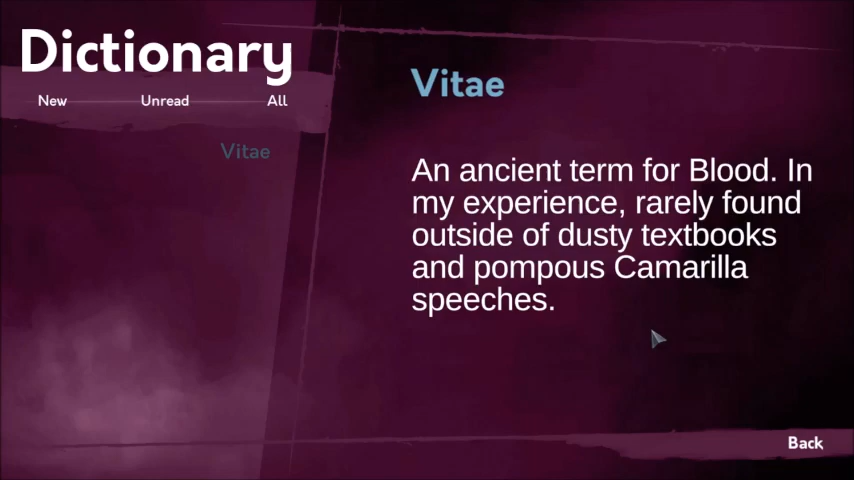 Dictionary
New Unread All
Vitae
Vitae
An ancient term for Blood. In
my experience, rarely found
outside of dusty textbooks
and pompous Camarilla
speeches.
Back